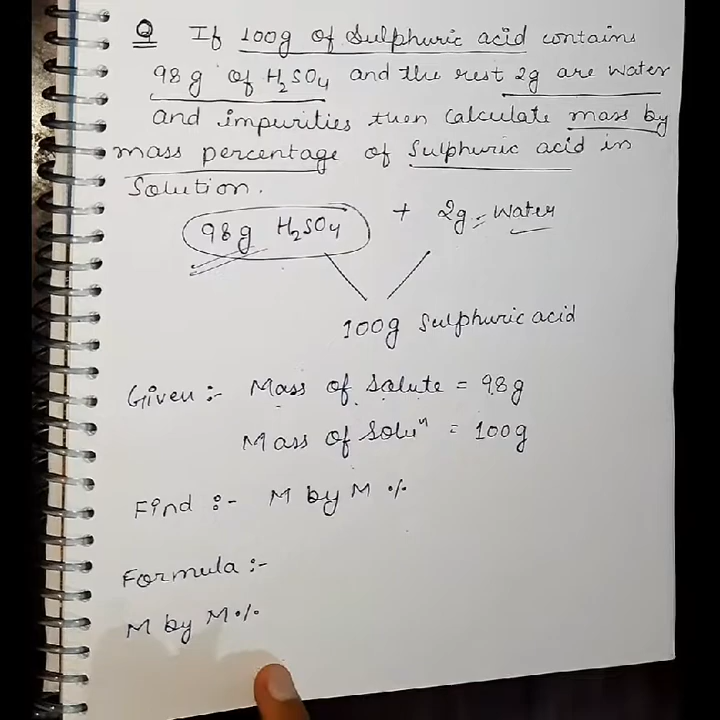 Q If 100g of Sulphuric acid contains
98 g of H₂SO₄ and the rest 2g are water
and impurities then calculate mass by
mass percentage of Sulphuric acid in
Solution.
98g H₂SO₄ + 2g = Water
100g Sulphuric acid
Given :- Mass of Solute = 98g
Mass of Soluⁿ = 100g
Find :- M by M %
Formula :-
M by M %